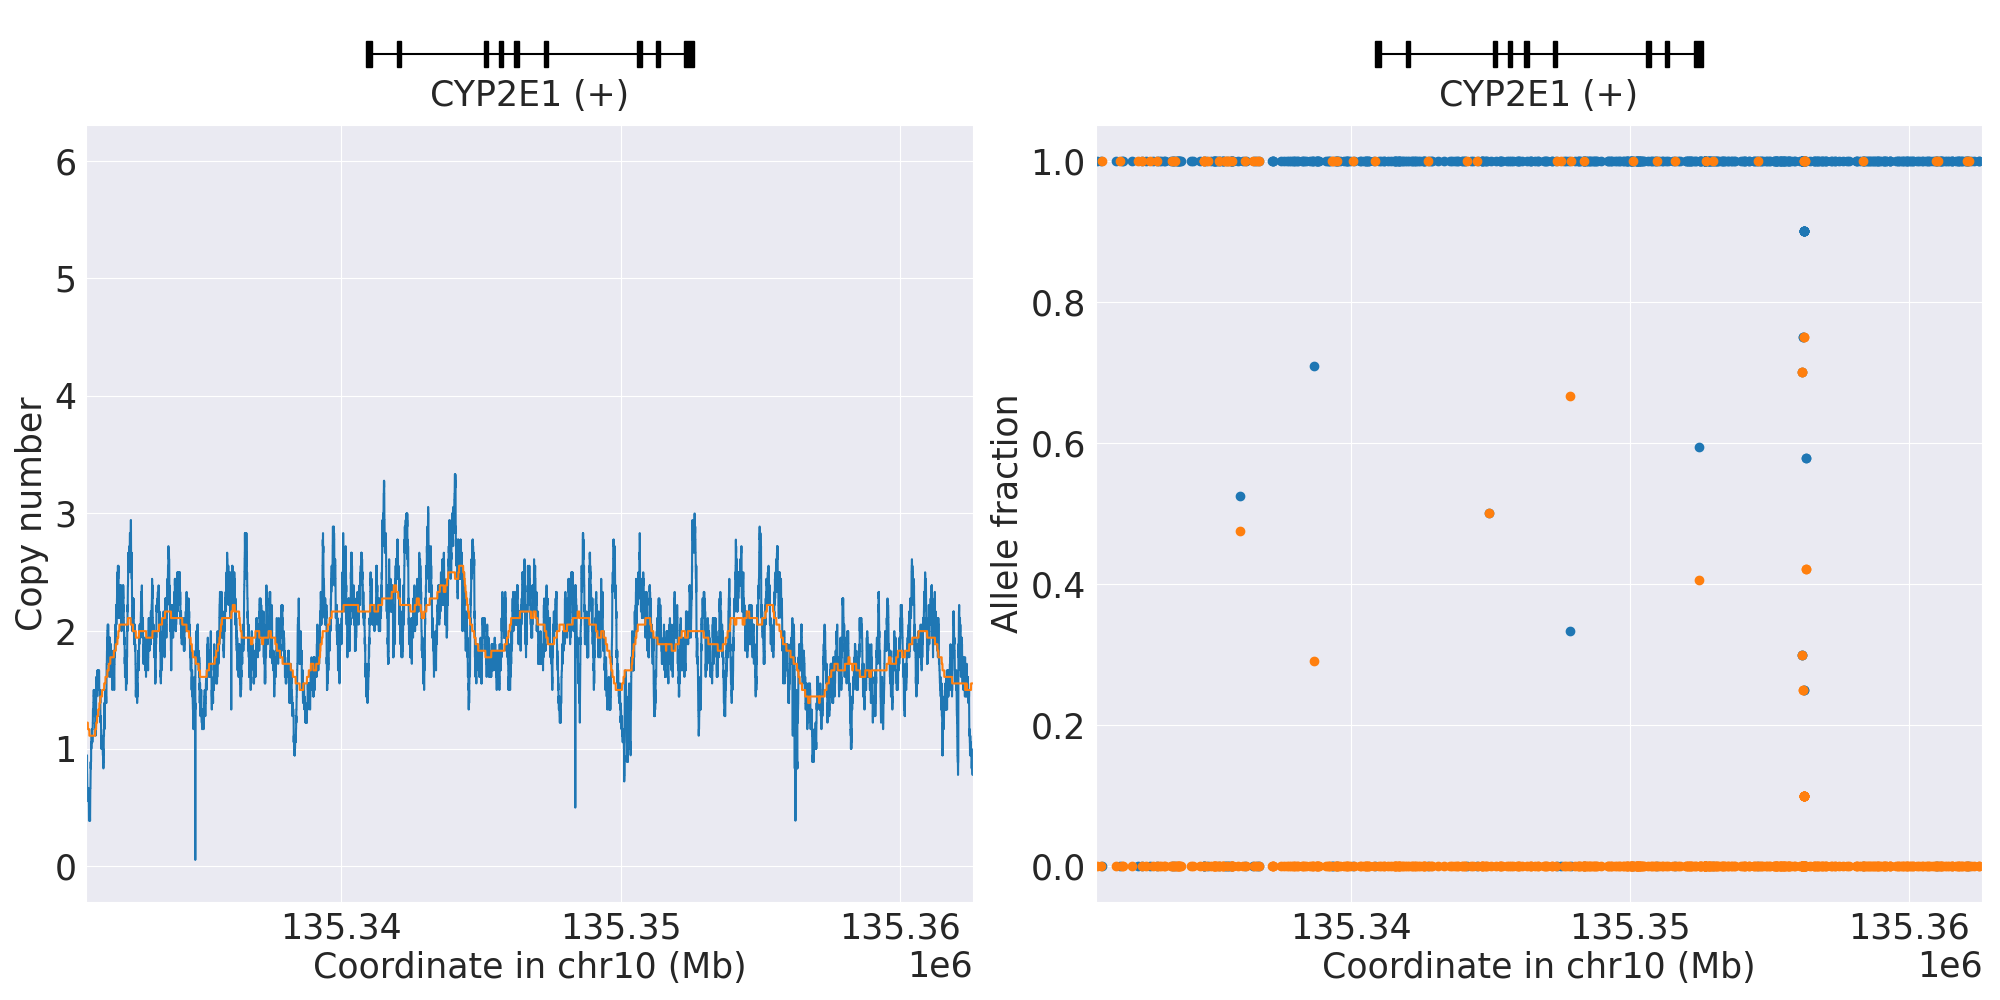 CYP2E1 (+)
CYP2E1 (+)
Copy number
6
5
4
3
2
1
0
135.34
135.35
135.36
Coordinate in chr10 (Mb)
1e6
Allele fraction
1.0
0.8
0.6
0.4
0.2
0.0
135.34
135.35
135.36
Coordinate in chr10 (Mb)
1e6